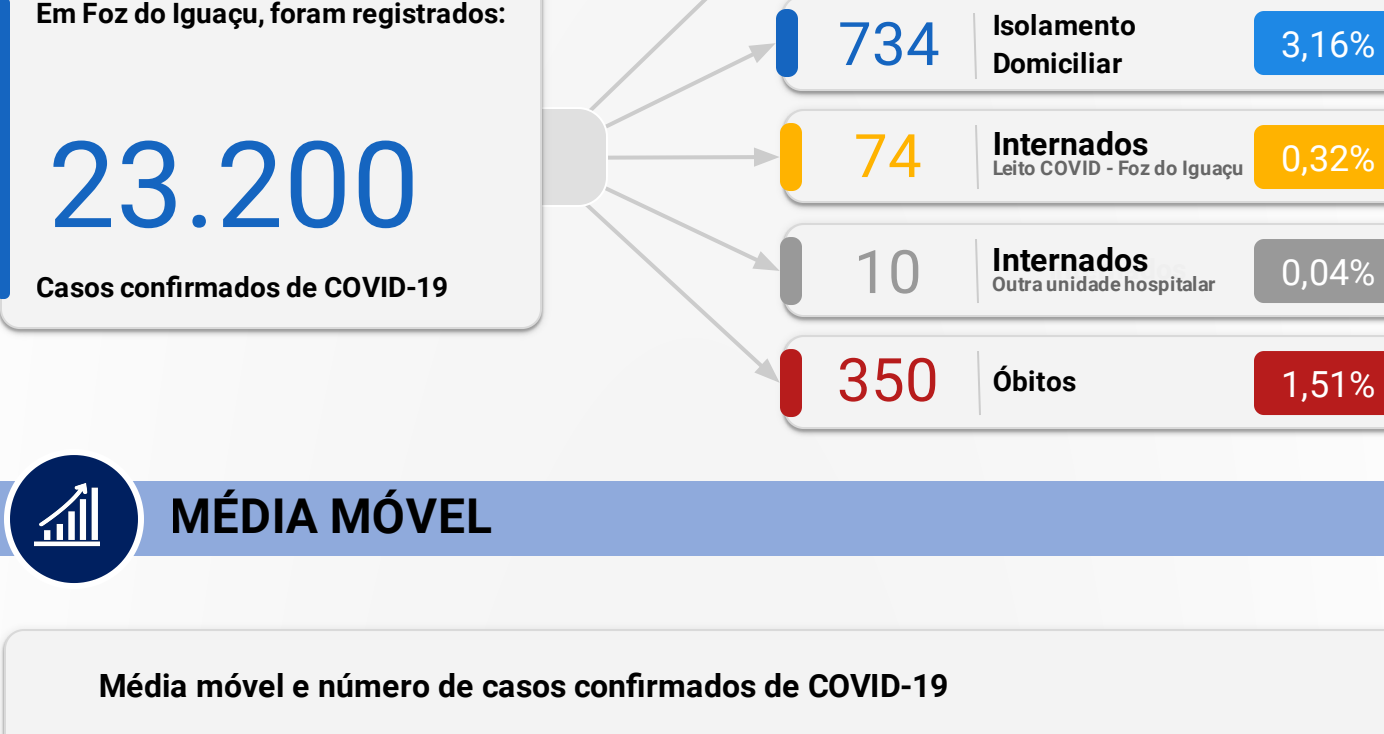 Em Foz do Iguaçu, foram registrados:
23.200
Casos confirmados de COVID-19
734
Isolamento
Domiciliar
3,16%
74
Internados
Leito COVID - Foz do Iguaçu
0,32%
10
Internados
Outra unidade hospitalar
0,04%
350
Óbitos
1,51%
MÉDIA MÓVEL
Média móvel e número de casos confirmados de COVID-19